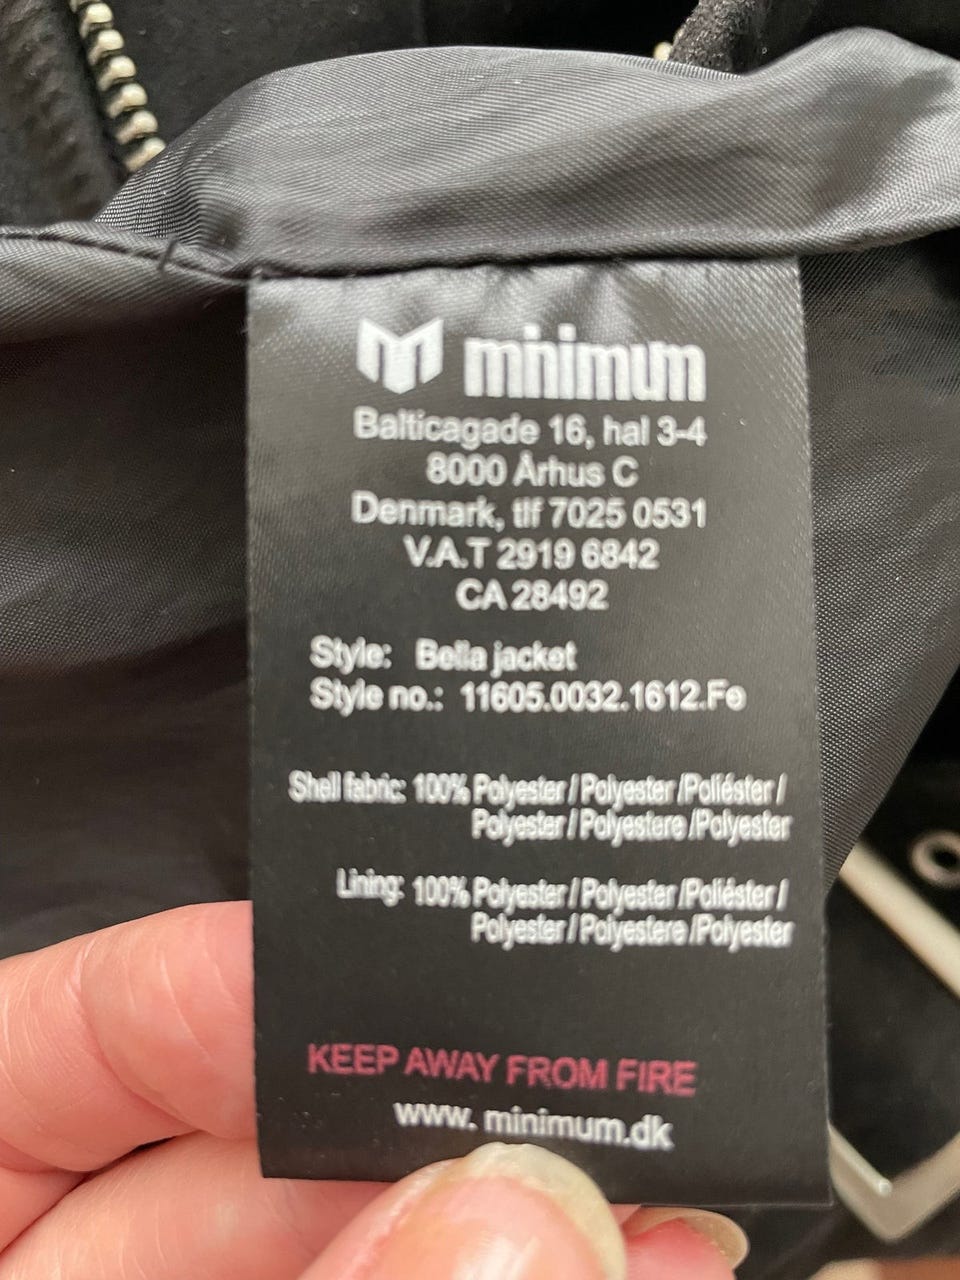 minimum
Balticagade 16, hal 3-4
8000 Århus C
Denmark, tlf 7025 0531
V.A.T 2919 6842
CA 28492
Style: Bella jacket
Style no.: 11605.0032.1612.Fe
Shell fabric: 100% Polyester / Polyester /Poliéster /
Polyester / Polyestere /Polyester
Lining: 100% Polyester / Polyester /Poliéster /
Polyester / Polyestere /Polyester
KEEP AWAY FROM FIRE
www. minimum.dk